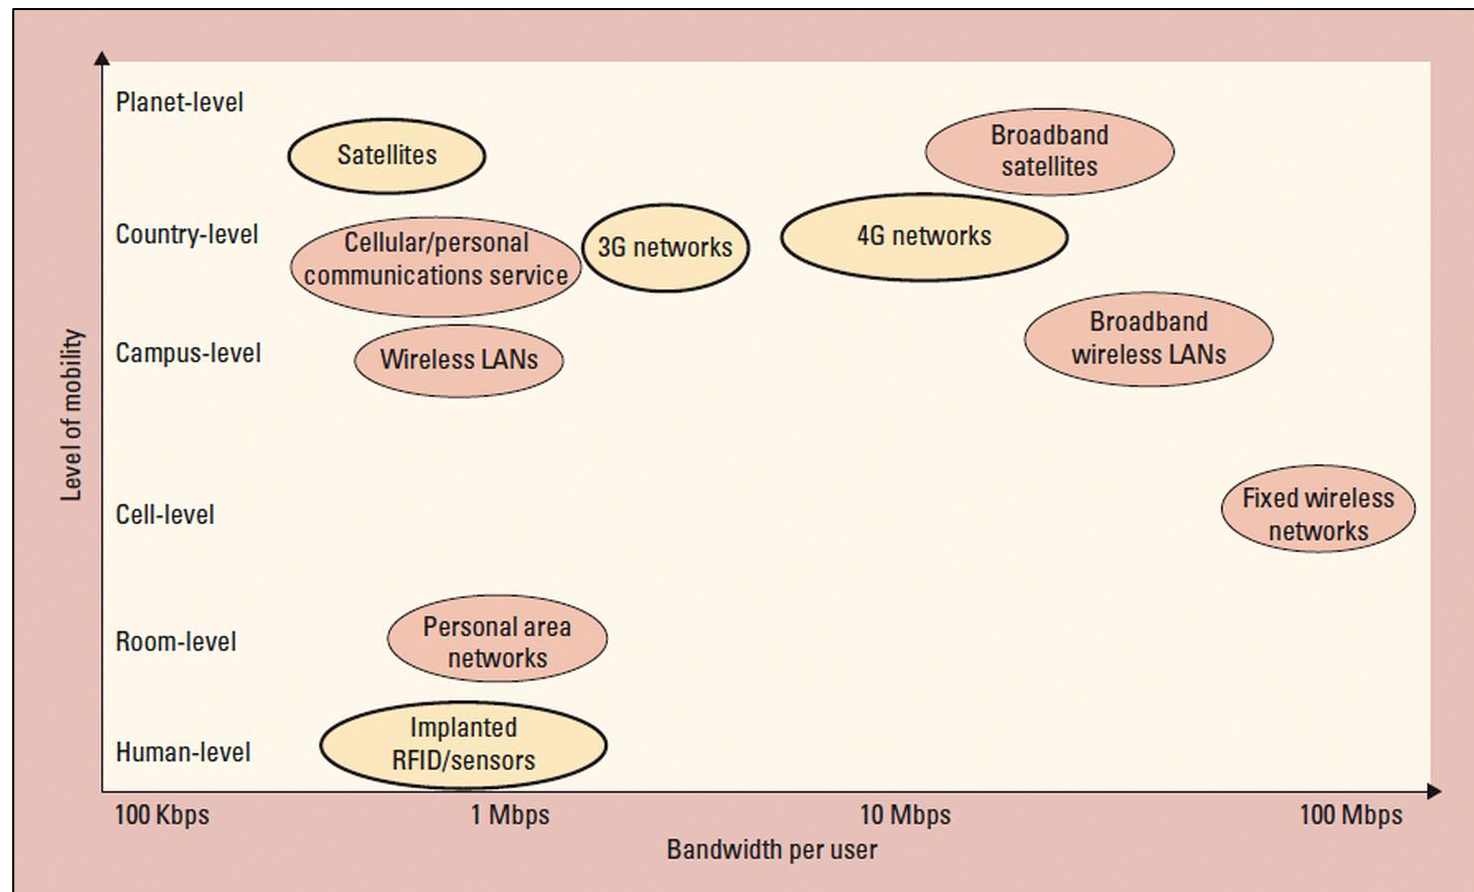 Planet-level
Satellites
Broadband
satellites
Country-level
Cellular/personal
communications service
3G networks
4G networks
Campus-level
Wireless LANs
Broadband
wireless LANs
Level of mobility
Cell-level
Fixed wireless
networks
Room-level
Personal area
networks
Human-level
Implanted
RFID/sensors
100 Kbps
1 Mbps
10 Mbps
100 Mbps
Bandwidth per user